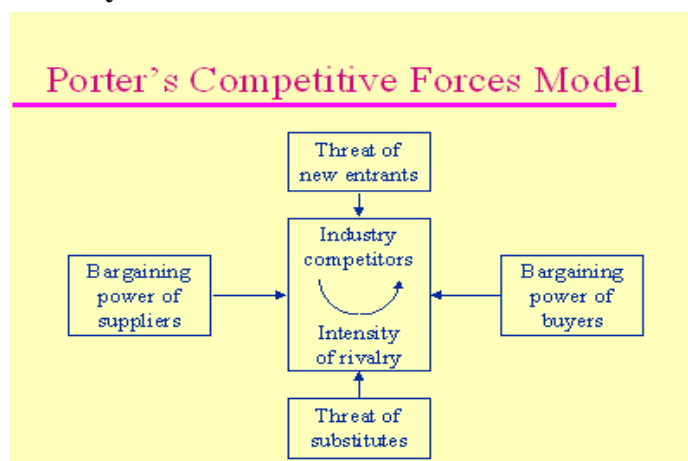 Porter's Competitive Forces Model
Threat of
new entrants
Industry
competitors
Intensity
of rivalry
Bargaining
power of
suppliers
Bargaining
power of
buyers
Threat of
substitutes